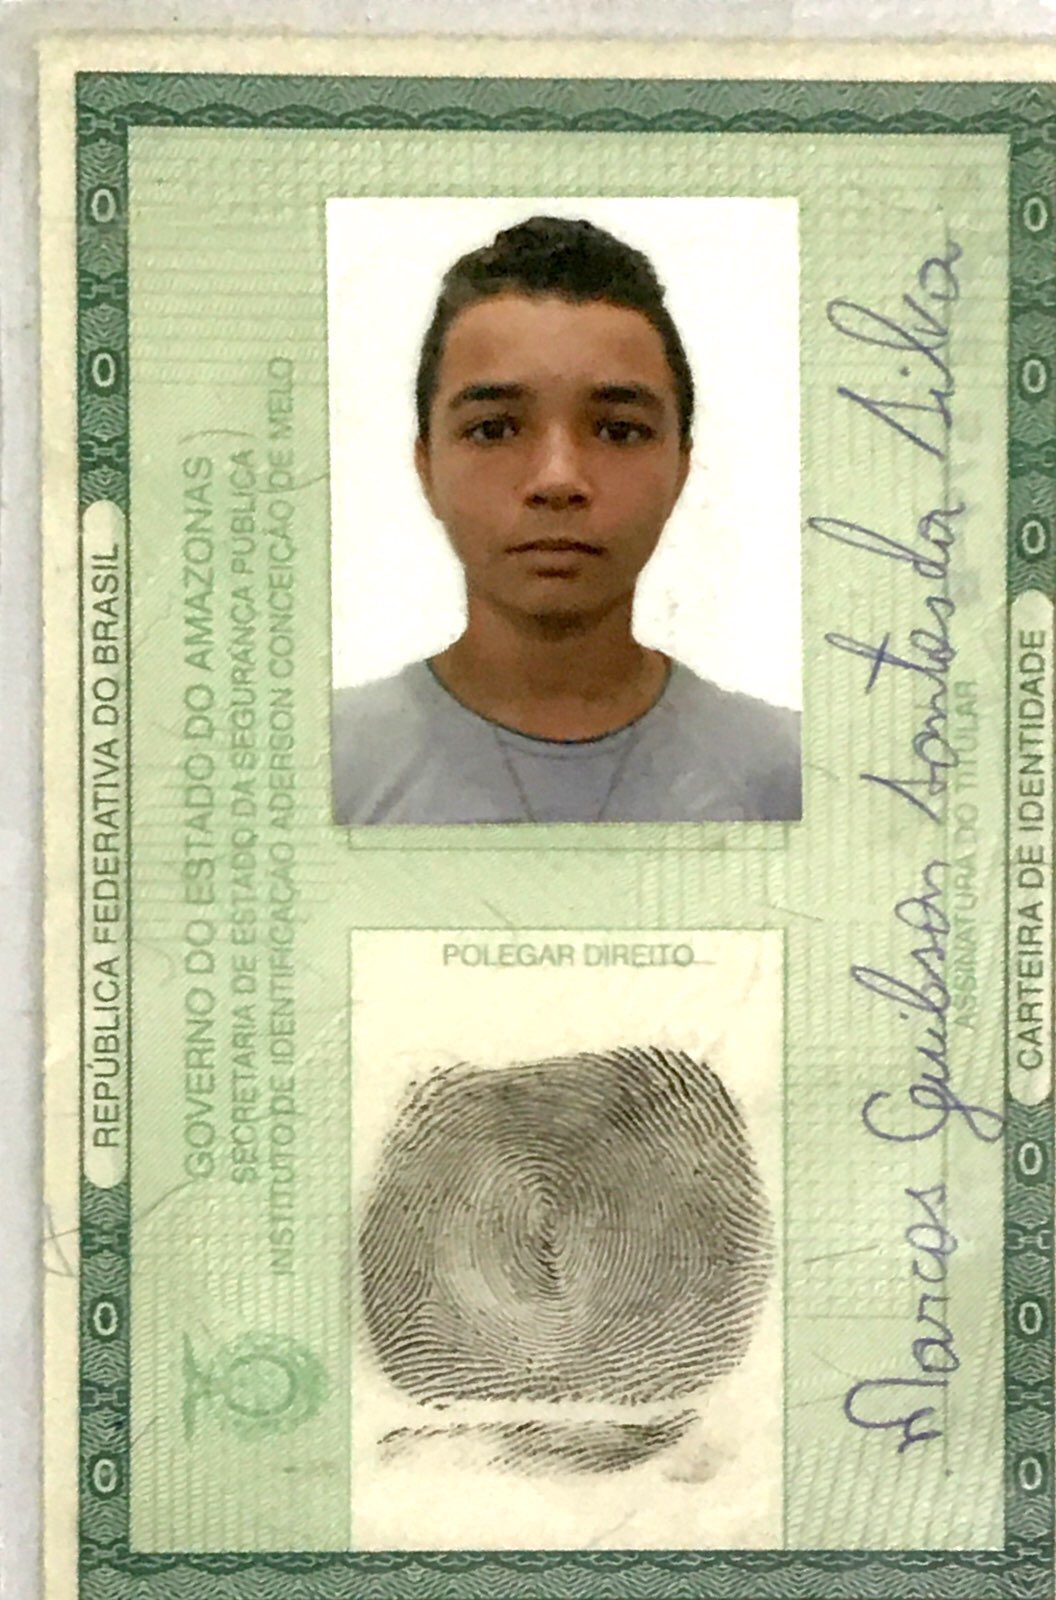 REPÚBLICA FEDERATIVA DO BRASIL
GOVERNO DO ESTADO DO AMAZONAS
SECRETARIA DE ESTADO DA SEGURANÇA PÚBLICA
INSTITUTO DE IDENTIFICAÇÃO ADERSON CONCEIÇÃO DE MELO
POLEGAR DIREITO
Marcos Guibson Santos da Silva
ASSINATURA DO TITULAR
CARTEIRA DE IDENTIDADE